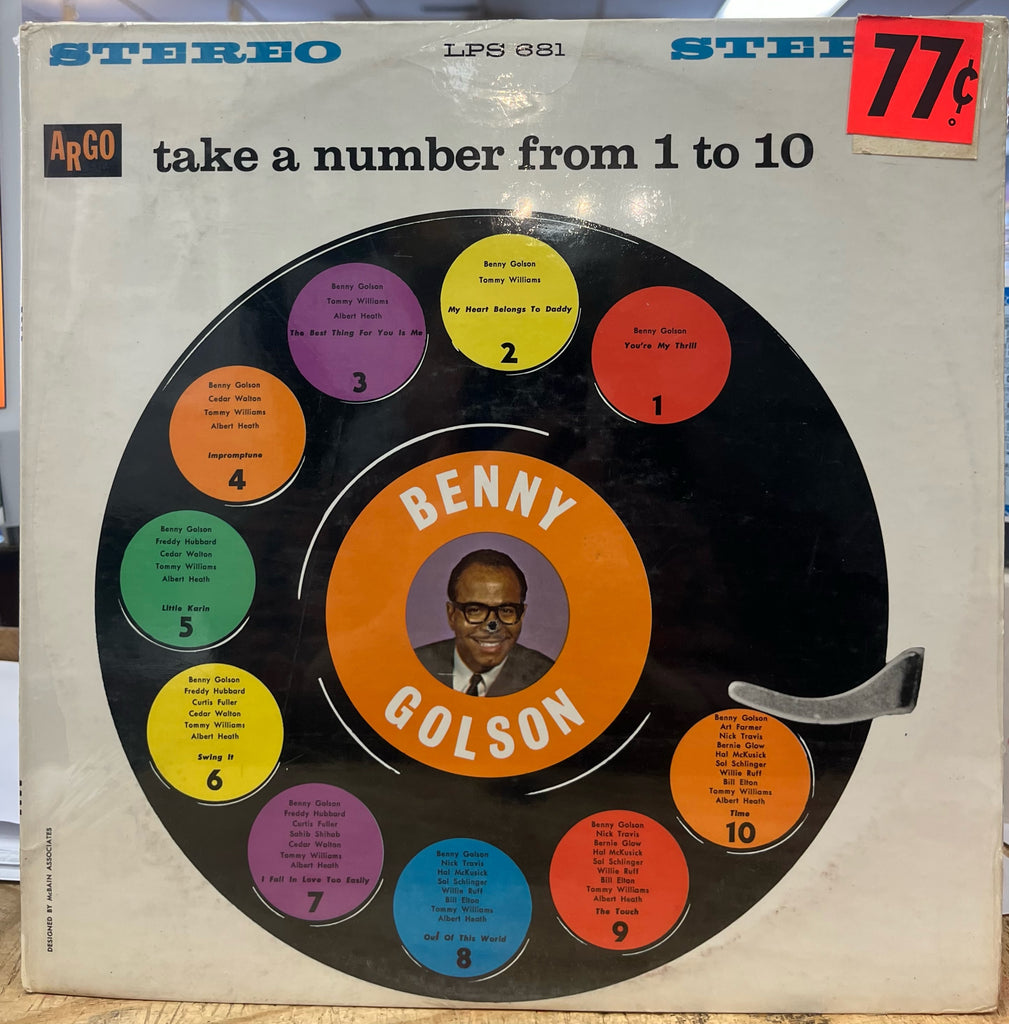 STEREO
LPS 681
STER
77¢
ARGO
take a number from 1 to 10
Benny Golson
You're My Thrill
1
Benny Golson
Tommy Williams
My Heart Belongs To Daddy
2
Benny Golson
Tommy Williams
Albert Heath
The Best Thing For You Is Me
3
Benny Golson
Cedar Walton
Tommy Williams
Albert Heath
Impromptune
4
Benny Golson
Freddy Hubbard
Cedar Walton
Tommy Williams
Albert Heath
Little Karin
5
Benny Golson
Freddy Hubbard
Curtis Fuller
Cedar Walton
Tommy Williams
Albert Heath
Swing It
6
Benny Golson
Freddy Hubbard
Curtis Fuller
Sahib Shihab
Cedar Walton
Tommy Williams
Albert Heath
I Fall In Love Too Easily
7
Benny Golson
Nick Travis
Hal McKusick
Sol Schlinger
Willie Ruff
Bill Elton
Tommy Williams
Albert Heath
Out Of This World
8
Benny Golson
Nick Travis
Bernie Glow
Hal McKusick
Sol Schlinger
Willie Ruff
Bill Elton
Tommy Williams
Albert Heath
The Touch
9
Benny Golson
Art Farmer
Nick Travis
Bernie Glow
Hal McKusick
Sol Schlinger
Willie Ruff
Bill Elton
Tommy Williams
Albert Heath
Time
10
BENNY
GOLSON
DESIGNED BY McBAIN ASSOCIATES